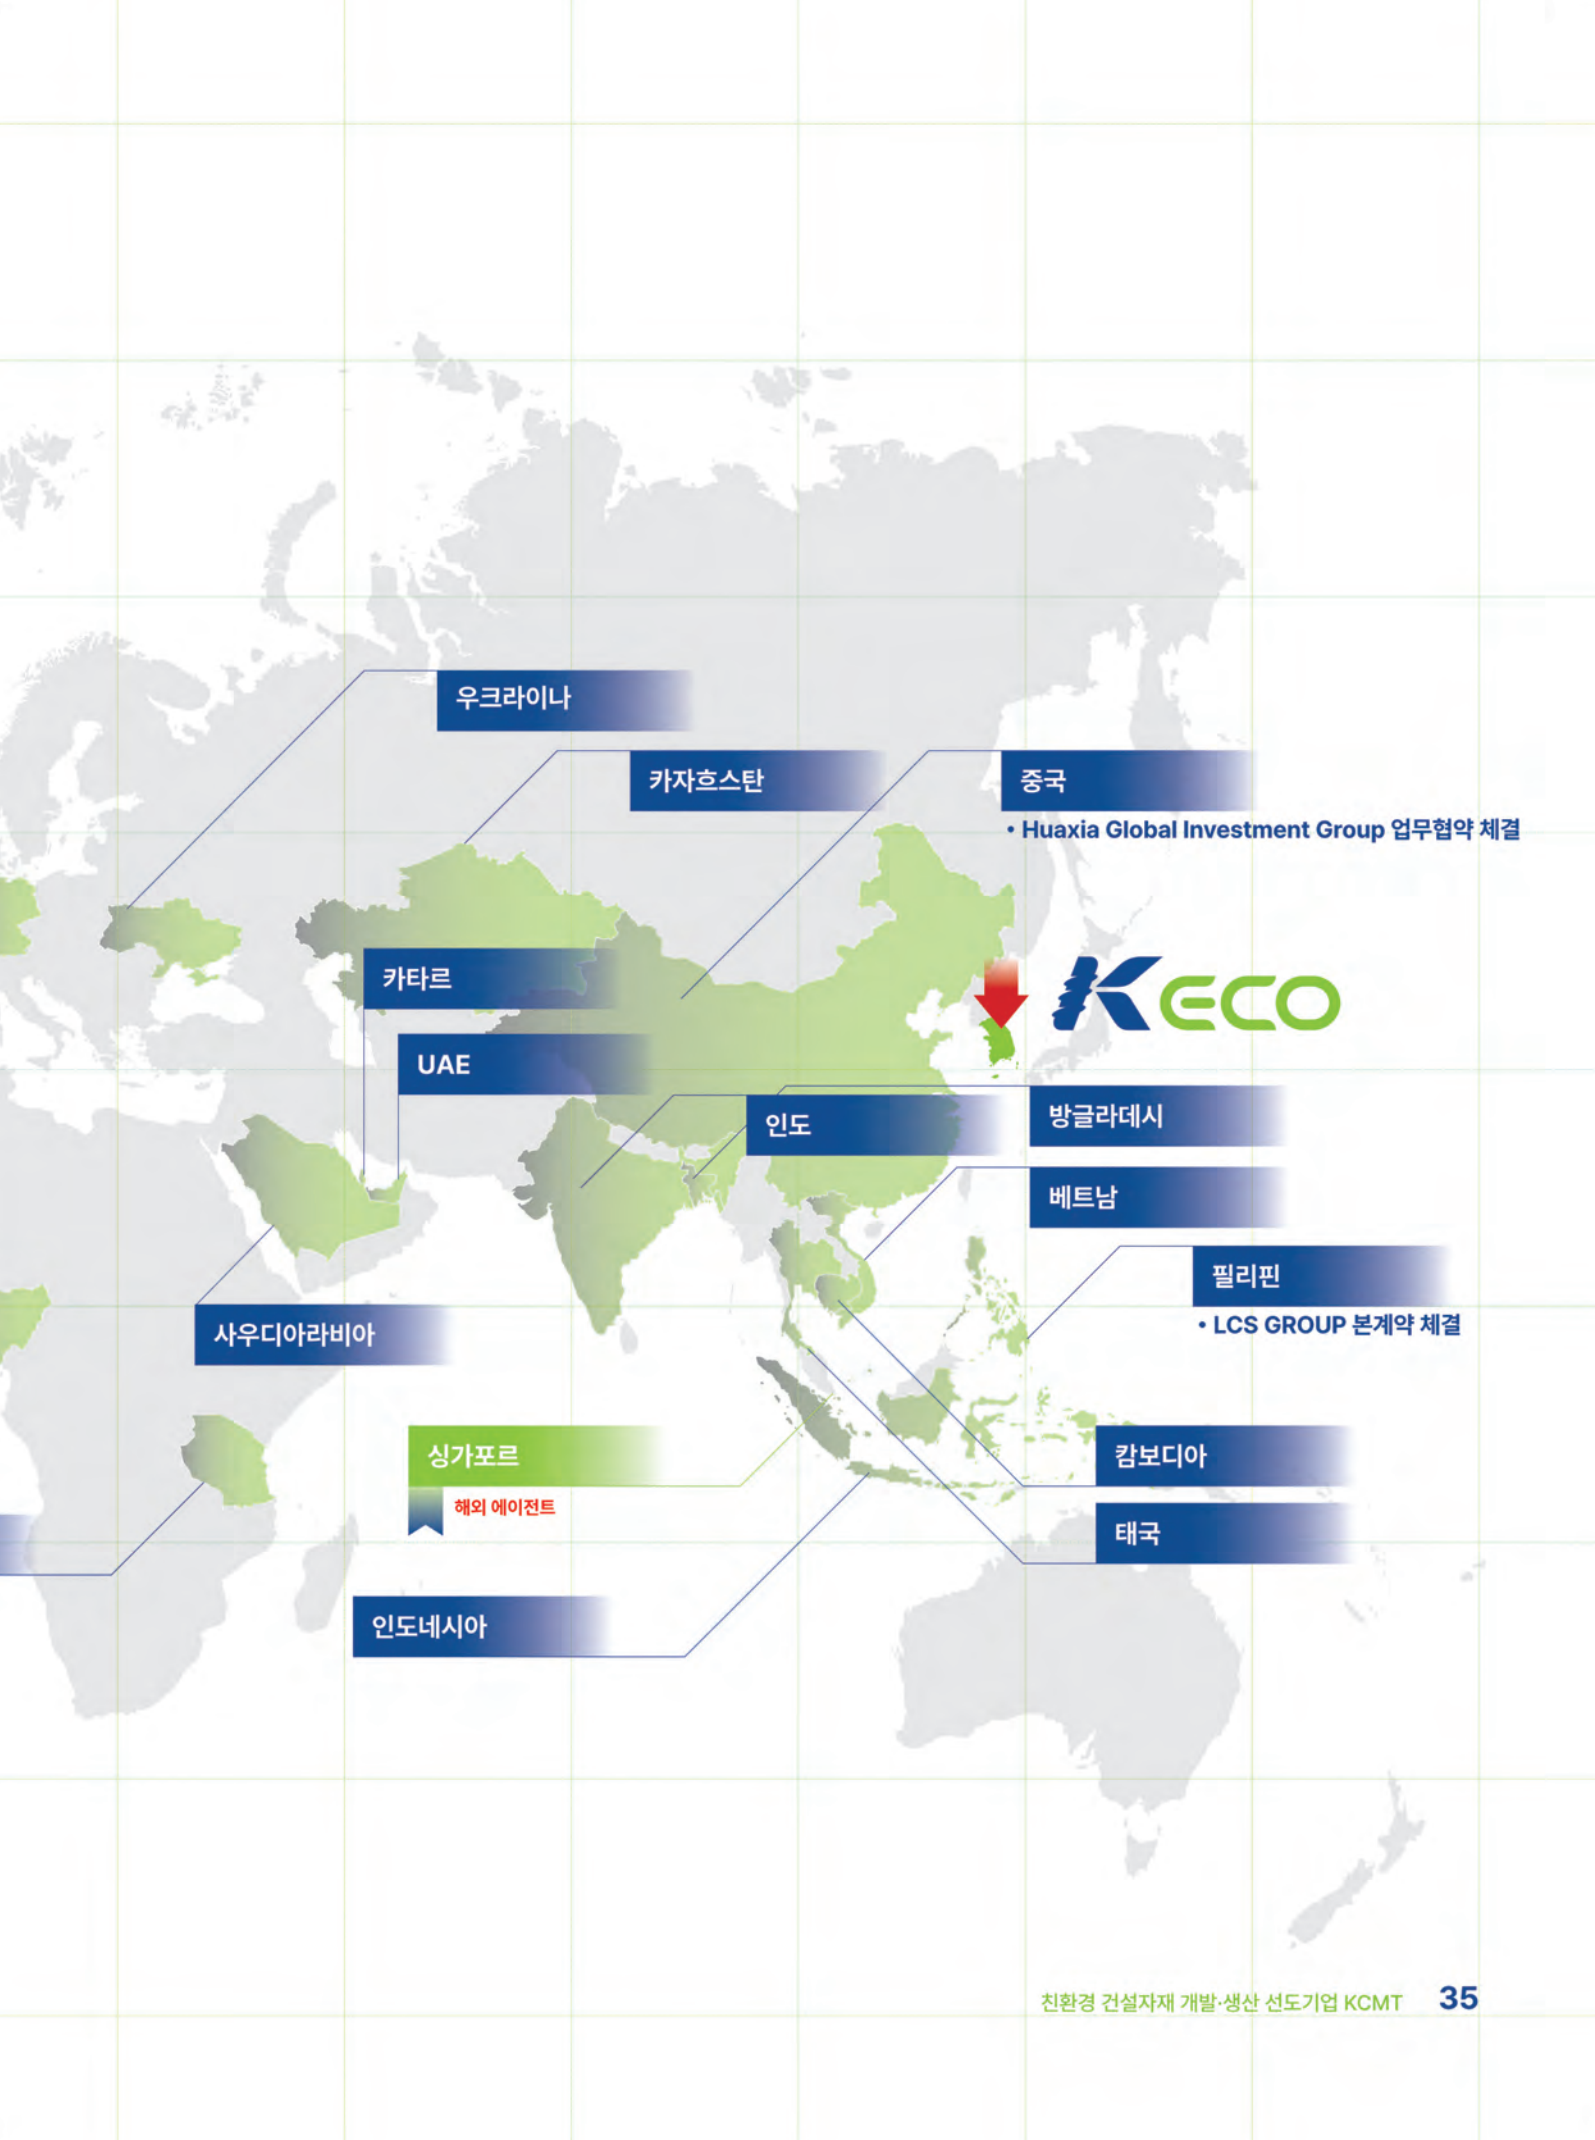 우크라이나
카자흐스탄
중국
• Huaxia Global Investment Group 업무협약 체결
카타르
KECO
UAE
인도
방글라데시
베트남
필리핀
• LCS GROUP 본계약 체결
사우디아라비아
싱가포르
해외 에이전트
캄보디아
태국
인도네시아
친환경 건설자재 개발·생산 선도기업 KCMT 35